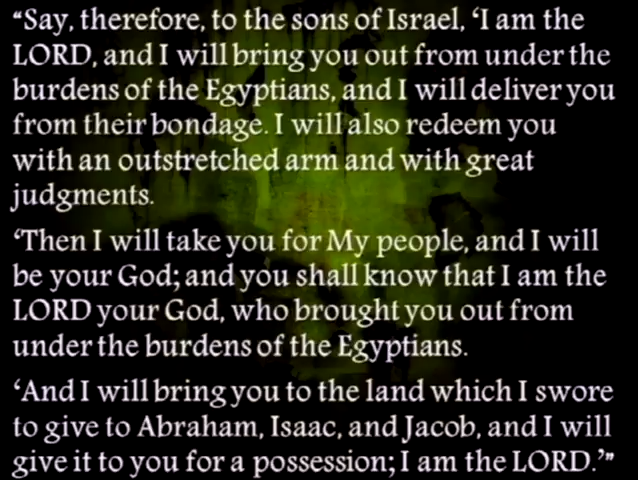 “Say, therefore, to the sons of Israel, ‘I am the
LORD, and I will bring you out from under the
burdens of the Egyptians, and I will deliver you
from their bondage. I will also redeem you
with an outstretched arm and with great
judgments.
‘Then I will take you for My people, and I will
be your God; and you shall know that I am the
LORD your God, who brought you out from
under the burdens of the Egyptians.
‘And I will bring you to the land which I swore
to give to Abraham, Isaac, and Jacob, and I will
give it to you for a possession; I am the LORD.’”